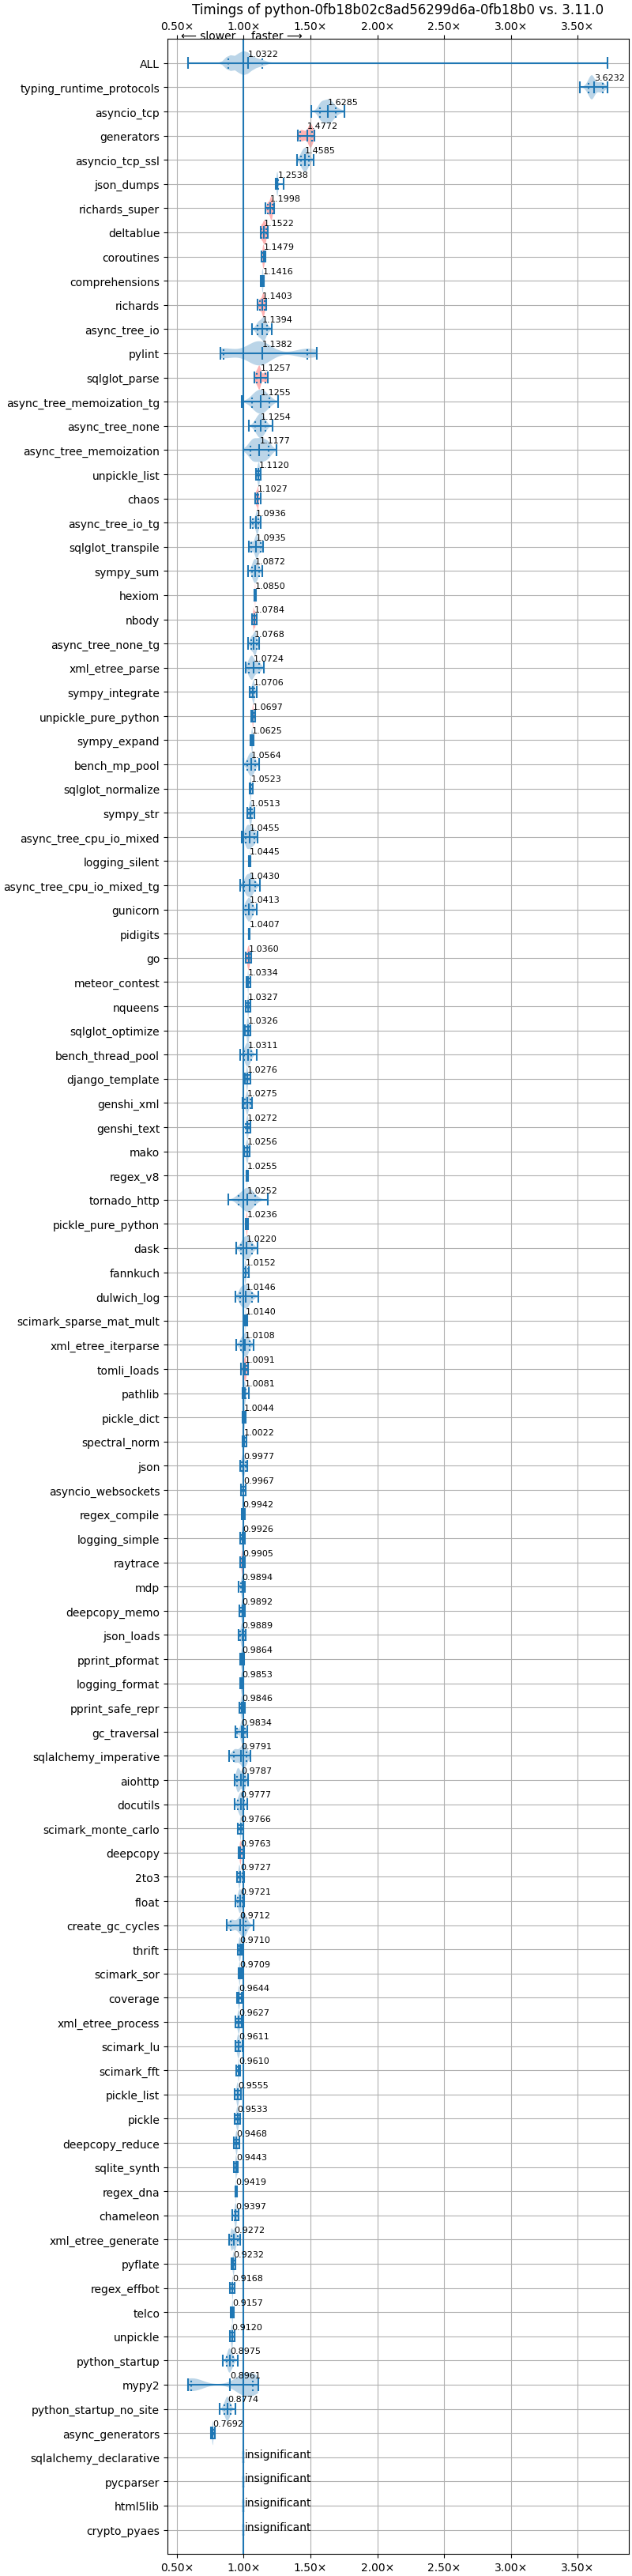 Timings of python-0fb18b02c8ad56299d6a-0fb18b0 vs. 3.11.0
0.50× 1.00× 1.50× 2.00× 2.50× 3.00× 3.50×
⟵ slower faster ⟶
ALL 1.0322
typing_runtime_protocols 3.6232
asyncio_tcp 1.6285
generators 1.4772
asyncio_tcp_ssl 1.4585
json_dumps 1.2538
richards_super 1.1998
deltablue 1.1522
coroutines 1.1479
comprehensions 1.1416
richards 1.1403
async_tree_io 1.1394
pylint 1.1382
sqlglot_parse 1.1257
async_tree_memoization_tg 1.1255
async_tree_none 1.1254
async_tree_memoization 1.1177
unpickle_list 1.1120
chaos 1.1027
async_tree_io_tg 1.0936
sqlglot_transpile 1.0935
sympy_sum 1.0872
hexiom 1.0850
nbody 1.0784
async_tree_none_tg 1.0768
xml_etree_parse 1.0724
sympy_integrate 1.0706
unpickle_pure_python 1.0697
sympy_expand 1.0625
bench_mp_pool 1.0564
sqlglot_normalize 1.0523
sympy_str 1.0513
async_tree_cpu_io_mixed 1.0455
logging_silent 1.0445
async_tree_cpu_io_mixed_tg 1.0430
gunicorn 1.0413
pidigits 1.0407
go 1.0360
meteor_contest 1.0334
nqueens 1.0327
sqlglot_optimize 1.0326
bench_thread_pool 1.0311
django_template 1.0276
genshi_xml 1.0275
genshi_text 1.0272
mako 1.0256
regex_v8 1.0255
tornado_http 1.0252
pickle_pure_python 1.0236
dask 1.0220
fannkuch 1.0152
dulwich_log 1.0146
scimark_sparse_mat_mult 1.0140
xml_etree_iterparse 1.0108
tomli_loads 1.0091
pathlib 1.0081
pickle_dict 1.0044
spectral_norm 1.0022
json 0.9977
asyncio_websockets 0.9967
regex_compile 0.9942
logging_simple 0.9926
raytrace 0.9905
mdp 0.9894
deepcopy_memo 0.9892
json_loads 0.9889
pprint_pformat 0.9864
logging_format 0.9853
pprint_safe_repr 0.9846
gc_traversal 0.9834
sqlalchemy_imperative 0.9791
aiohttp 0.9787
docutils 0.9777
scimark_monte_carlo 0.9766
deepcopy 0.9763
2to3 0.9727
float 0.9721
create_gc_cycles 0.9712
thrift 0.9710
scimark_sor 0.9709
coverage 0.9644
xml_etree_process 0.9627
scimark_lu 0.9611
scimark_fft 0.9610
pickle_list 0.9555
pickle 0.9533
deepcopy_reduce 0.9468
sqlite_synth 0.9443
regex_dna 0.9419
chameleon 0.9397
xml_etree_generate 0.9272
pyflate 0.9232
regex_effbot 0.9168
telco 0.9157
unpickle 0.9120
python_startup 0.8975
mypy2 0.8961
python_startup_no_site 0.8774
async_generators 0.7692
sqlalchemy_declarative insignificant
pycparser insignificant
html5lib insignificant
crypto_pyaes insignificant
0.50× 1.00× 1.50× 2.00× 2.50× 3.00× 3.50×